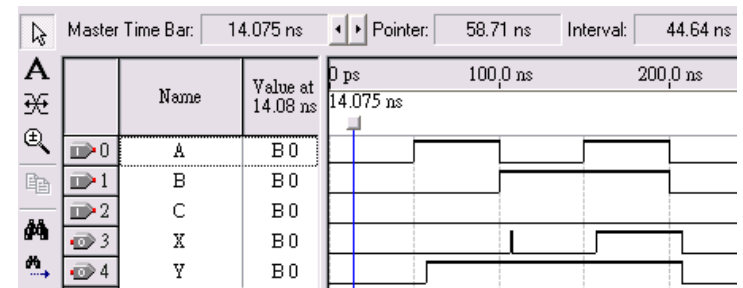 Master Time Bar: 14.075 ns Pointer: 58.71 ns Interval: 44.64 ns
A
Name Value at 14.08 ns 0 ps 100.0 ns 200.0 ns
14.075 ns
0 A B 0
1 B B 0
2 C B 0
3 X B 0
4 Y B 0